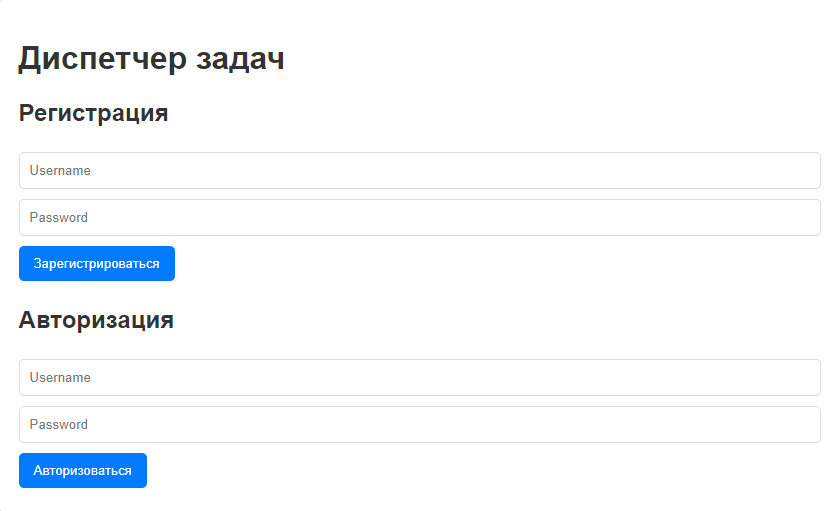 Диспетчер задач
Регистрация
Username
Password
Зарегистрироваться
Авторизация
Username
Password
Авторизоваться